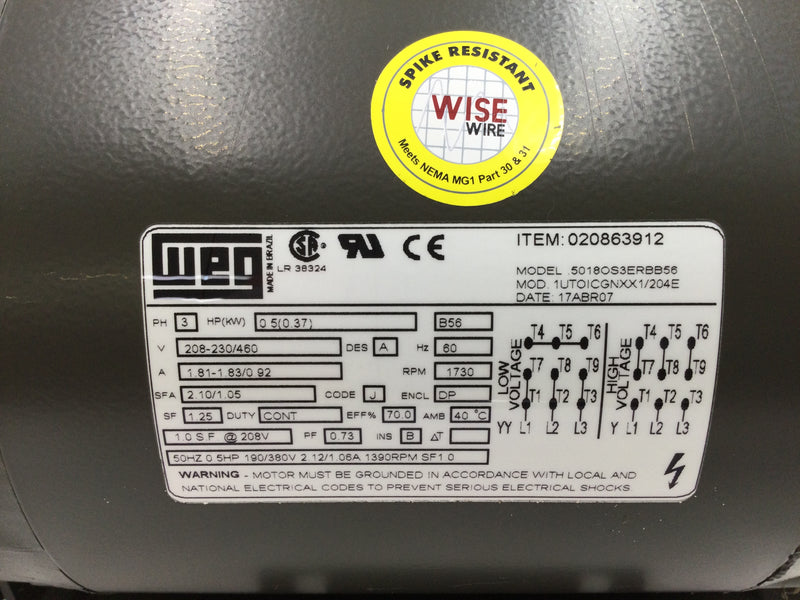 SPIKE RESISTANT
WISE
WIRE
Meets NEMA MG1 Part 30 & 31
WEG
MADE IN BRAZIL
LR 38324
CE
ITEM: 020863912
MODEL .5018OS3ERBB56
MOD. 1UTOICGNXX1/204E
DATE: 17ABR07
PH 3 HP(KW) 0.5(0.37) B56
V 208-230/460 DES A Hz 60
A 1.81-1.83/0.92 RPM 1730
SFA 2.10/1.05 CODE J ENCL DP
SF 1.25 DUTY CONT EFF% 70.0 AMB 40 °C
1.0 S.F. @ 208V PF 0.73 INS B ΔT
50HZ 0.5HP 190/380V 2.12/1.06A 1390RPM SF1.0
LOW VOLTAGE
T4 T5 T6
T7 T8 T9
T1 T2 T3
YY L1 L2 L3
HIGH VOLTAGE
T4 T5 T6
T7 T8 T9
T1 T2 T3
Y L1 L2 L3
WARNING - MOTOR MUST BE GROUNDED IN ACCORDANCE WITH LOCAL AND
NATIONAL ELECTRICAL CODES TO PREVENT SERIOUS ELECTRICAL SHOCKS.